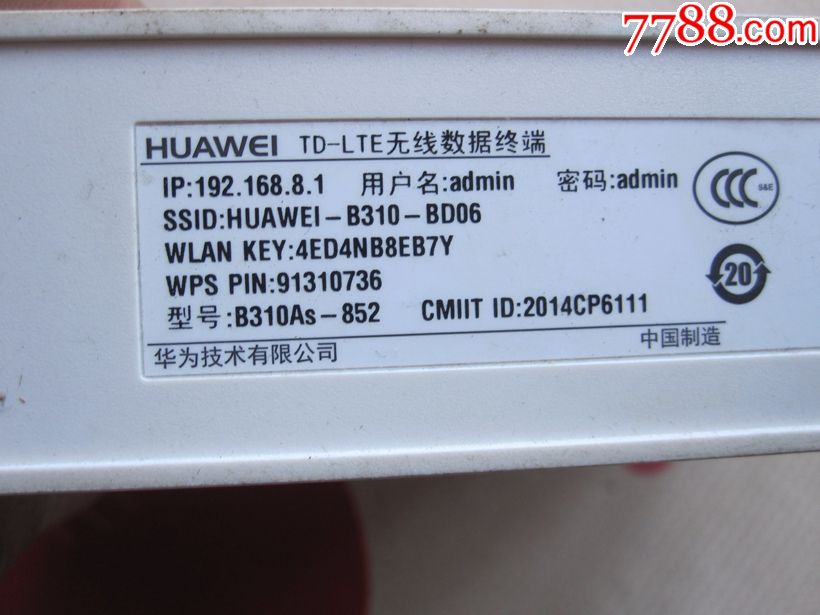 7788.com
HUAWEI TD-LTE无线数据终端
IP:192.168.8.1 用户名:admin 密码:admin
SSID:HUAWEI-B310-BD06
WLAN KEY:4ED4NB8EB7Y
WPS PIN:91310736
型号:B310As-852 CMIIT ID:2014CP6111
华为技术有限公司 中国制造
CCC S&E
20